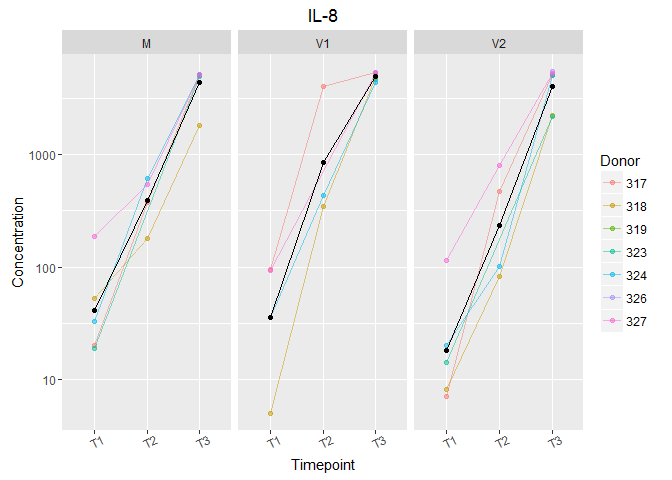 IL-8
M V1 V2
Concentration
1000
100
10
T1 T2 T3 T1 T2 T3 T1 T2 T3
Timepoint
Donor
317
318
319
323
324
326
327